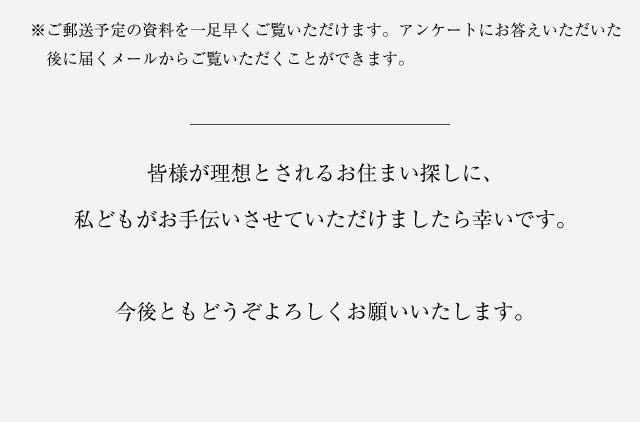 ※ご郵送予定の資料を一足早くご覧いただけます。アンケートにお答えいただいた
後に届くメールからご覧いただくことができます。
皆様が理想とされるお住まい探しに、
私どもがお手伝いさせていただけましたら幸いです。
今後ともどうぞよろしくお願いいたします。